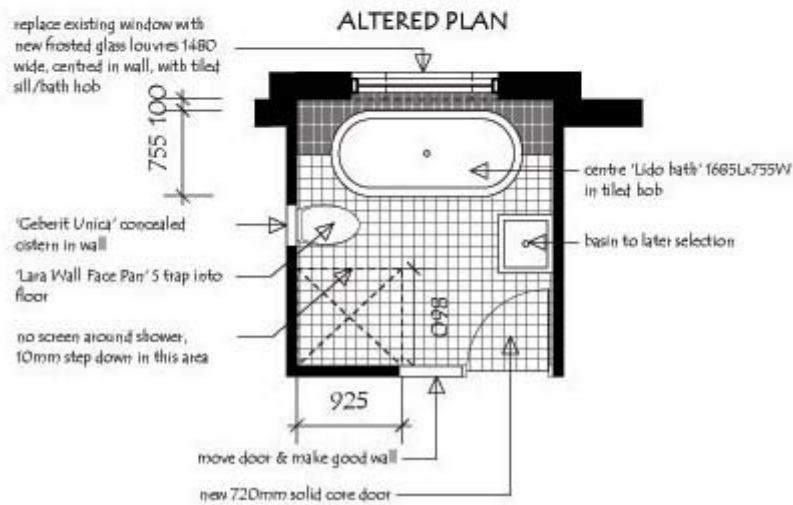 ALTERED PLAN
replace existing window with
new frosted glass louvres 1480
wide, centred in wall, with tiled
sill/bath hob
755 100
centre 'Lido bath' 1685Lx755W
in tiled hob
'Geberit Unica' concealed
cistern in wall
basin to later selection
'Lara Wall Face Pan' S trap into
floor
no screen around shower,
10mm step down in this area
860
925
move door & make good wall
new 720mm solid core door